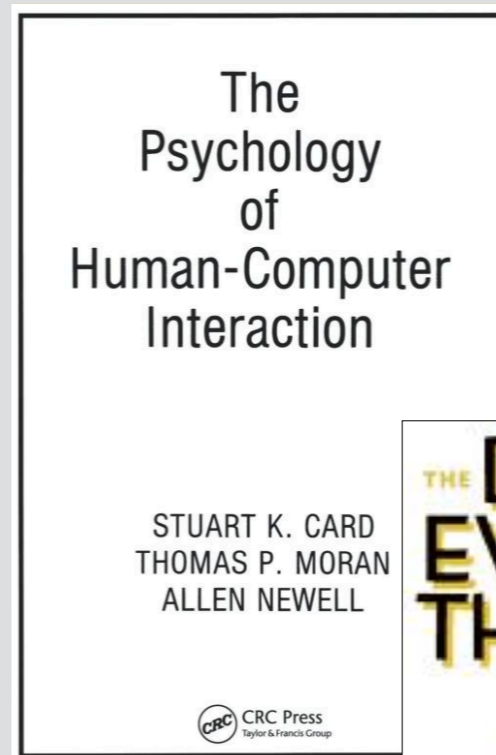 The
Psychology
of
Human-Computer
Interaction
STUART K. CARD
THOMAS P. MORAN
ALLEN NEWELL
CRC CRC Press
Taylor & Francis Group
THE